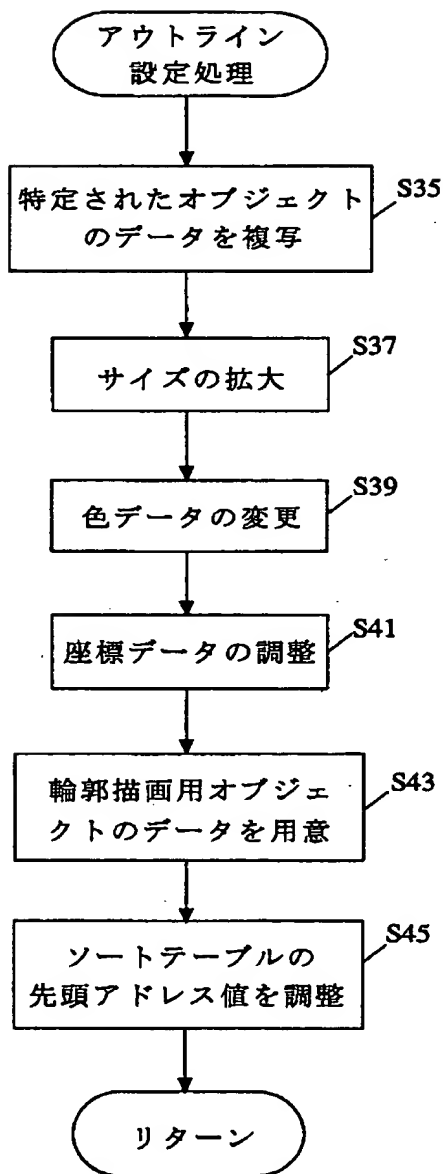 アウトライン
設定処理
特定されたオブジェクト
のデータを複写
S35
サイズの拡大
S37
色データの変更
S39
座標データの調整
S41
輪郭描画用オブジェ
クトのデータを用意
S43
ソートテーブルの
先頭アドレス値を調整
S45
リターン